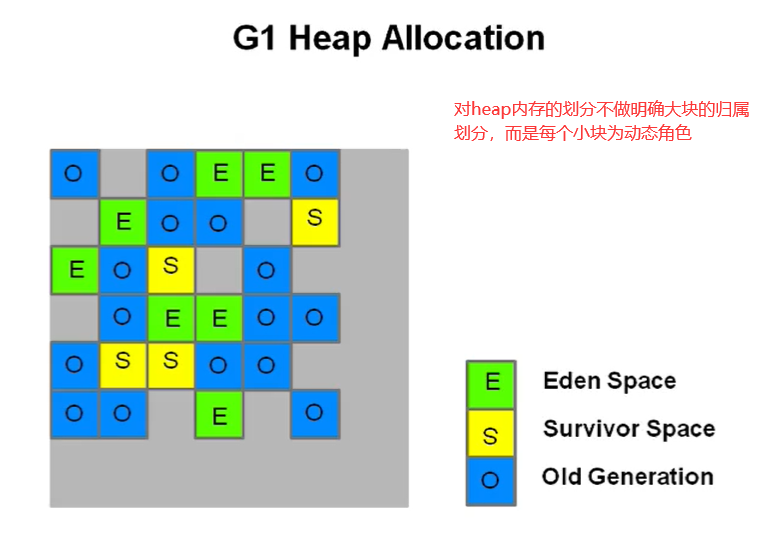 G1 Heap Allocation
对heap内存的划分不做明确大块的归属
划分，而是每个小块为动态角色
O O E E O
E O O S
E O S O
O E E O O
O S S O O
O O E O
E Eden Space
S Survivor Space
O Old Generation